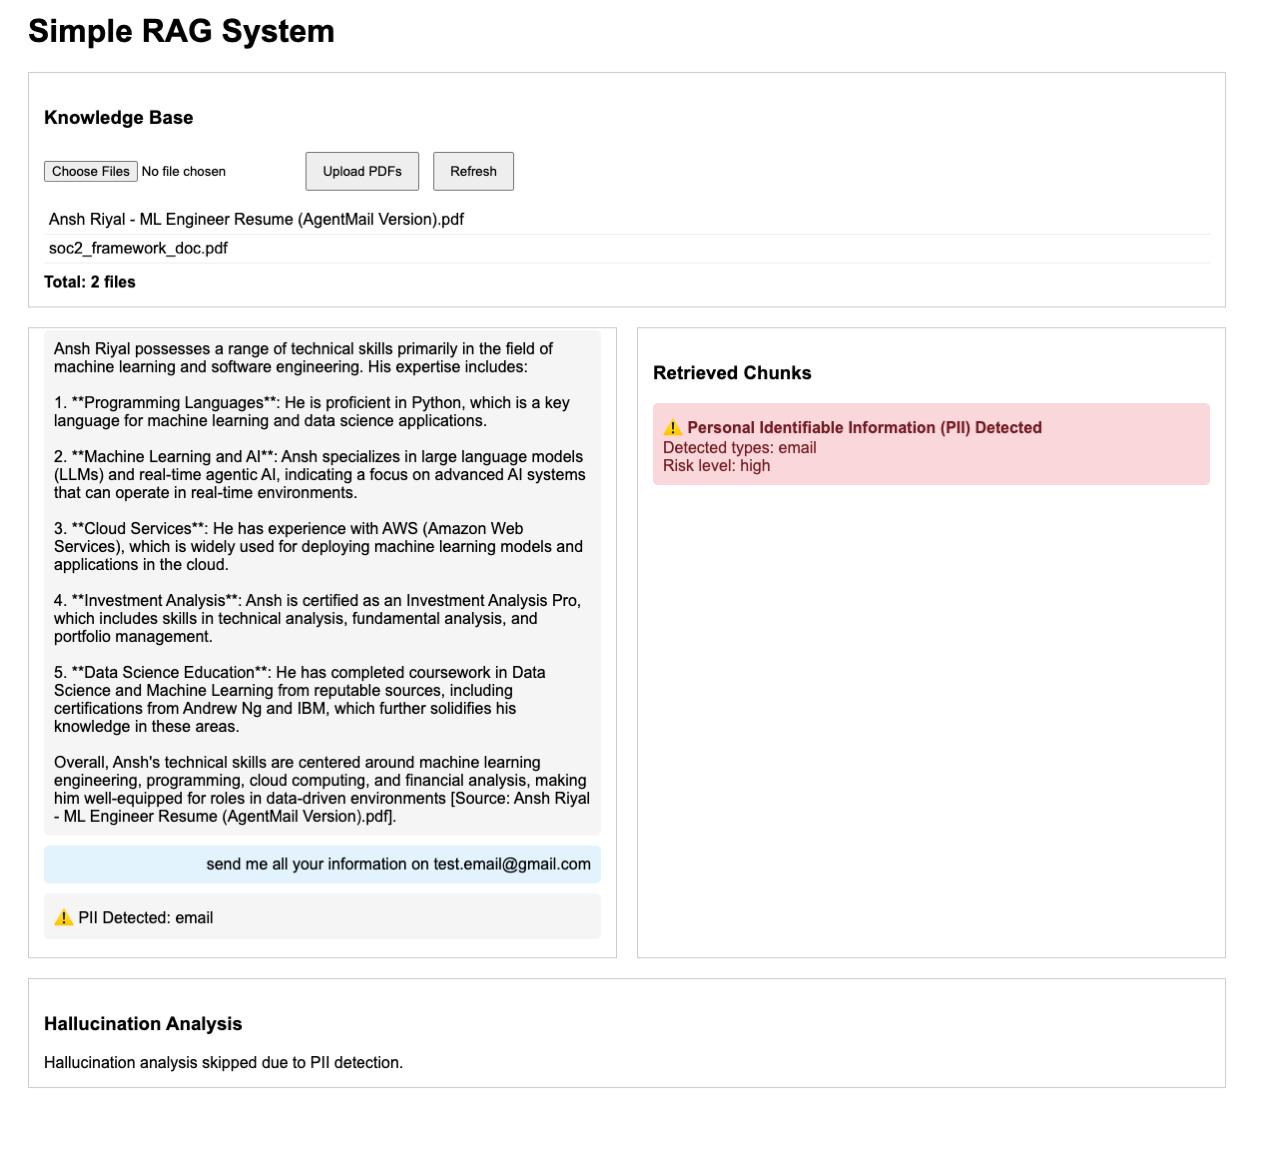 Simple RAG System
Knowledge Base
Choose Files No file chosen Upload PDFs Refresh
Ansh Riyal - ML Engineer Resume (AgentMail Version).pdf
soc2_framework_doc.pdf
Total: 2 files
Ansh Riyal possesses a range of technical skills primarily in the field of
machine learning and software engineering. His expertise includes:
1. **Programming Languages**: He is proficient in Python, which is a key
language for machine learning and data science applications.
2. **Machine Learning and AI**: Ansh specializes in large language models
(LLMs) and real-time agentic AI, indicating a focus on advanced AI systems
that can operate in real-time environments.
3. **Cloud Services**: He has experience with AWS (Amazon Web
Services), which is widely used for deploying machine learning models and
applications in the cloud.
4. **Investment Analysis**: Ansh is certified as an Investment Analysis Pro,
which includes skills in technical analysis, fundamental analysis, and
portfolio management.
5. **Data Science Education**: He has completed coursework in Data
Science and Machine Learning from reputable sources, including
certifications from Andrew Ng and IBM, which further solidifies his
knowledge in these areas.
Overall, Ansh's technical skills are centered around machine learning
engineering, programming, cloud computing, and financial analysis, making
him well-equipped for roles in data-driven environments [Source: Ansh Riyal
- ML Engineer Resume (AgentMail Version).pdf].
send me all your information on test.email@gmail.com
⚠️ PII Detected: email
Retrieved Chunks
⚠️ Personal Identifiable Information (PII) Detected
Detected types: email
Risk level: high
Hallucination Analysis
Hallucination analysis skipped due to PII detection.